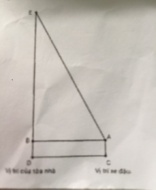 E
B A
D C
Vị trí của tòa nhà Vị trí xe đậu